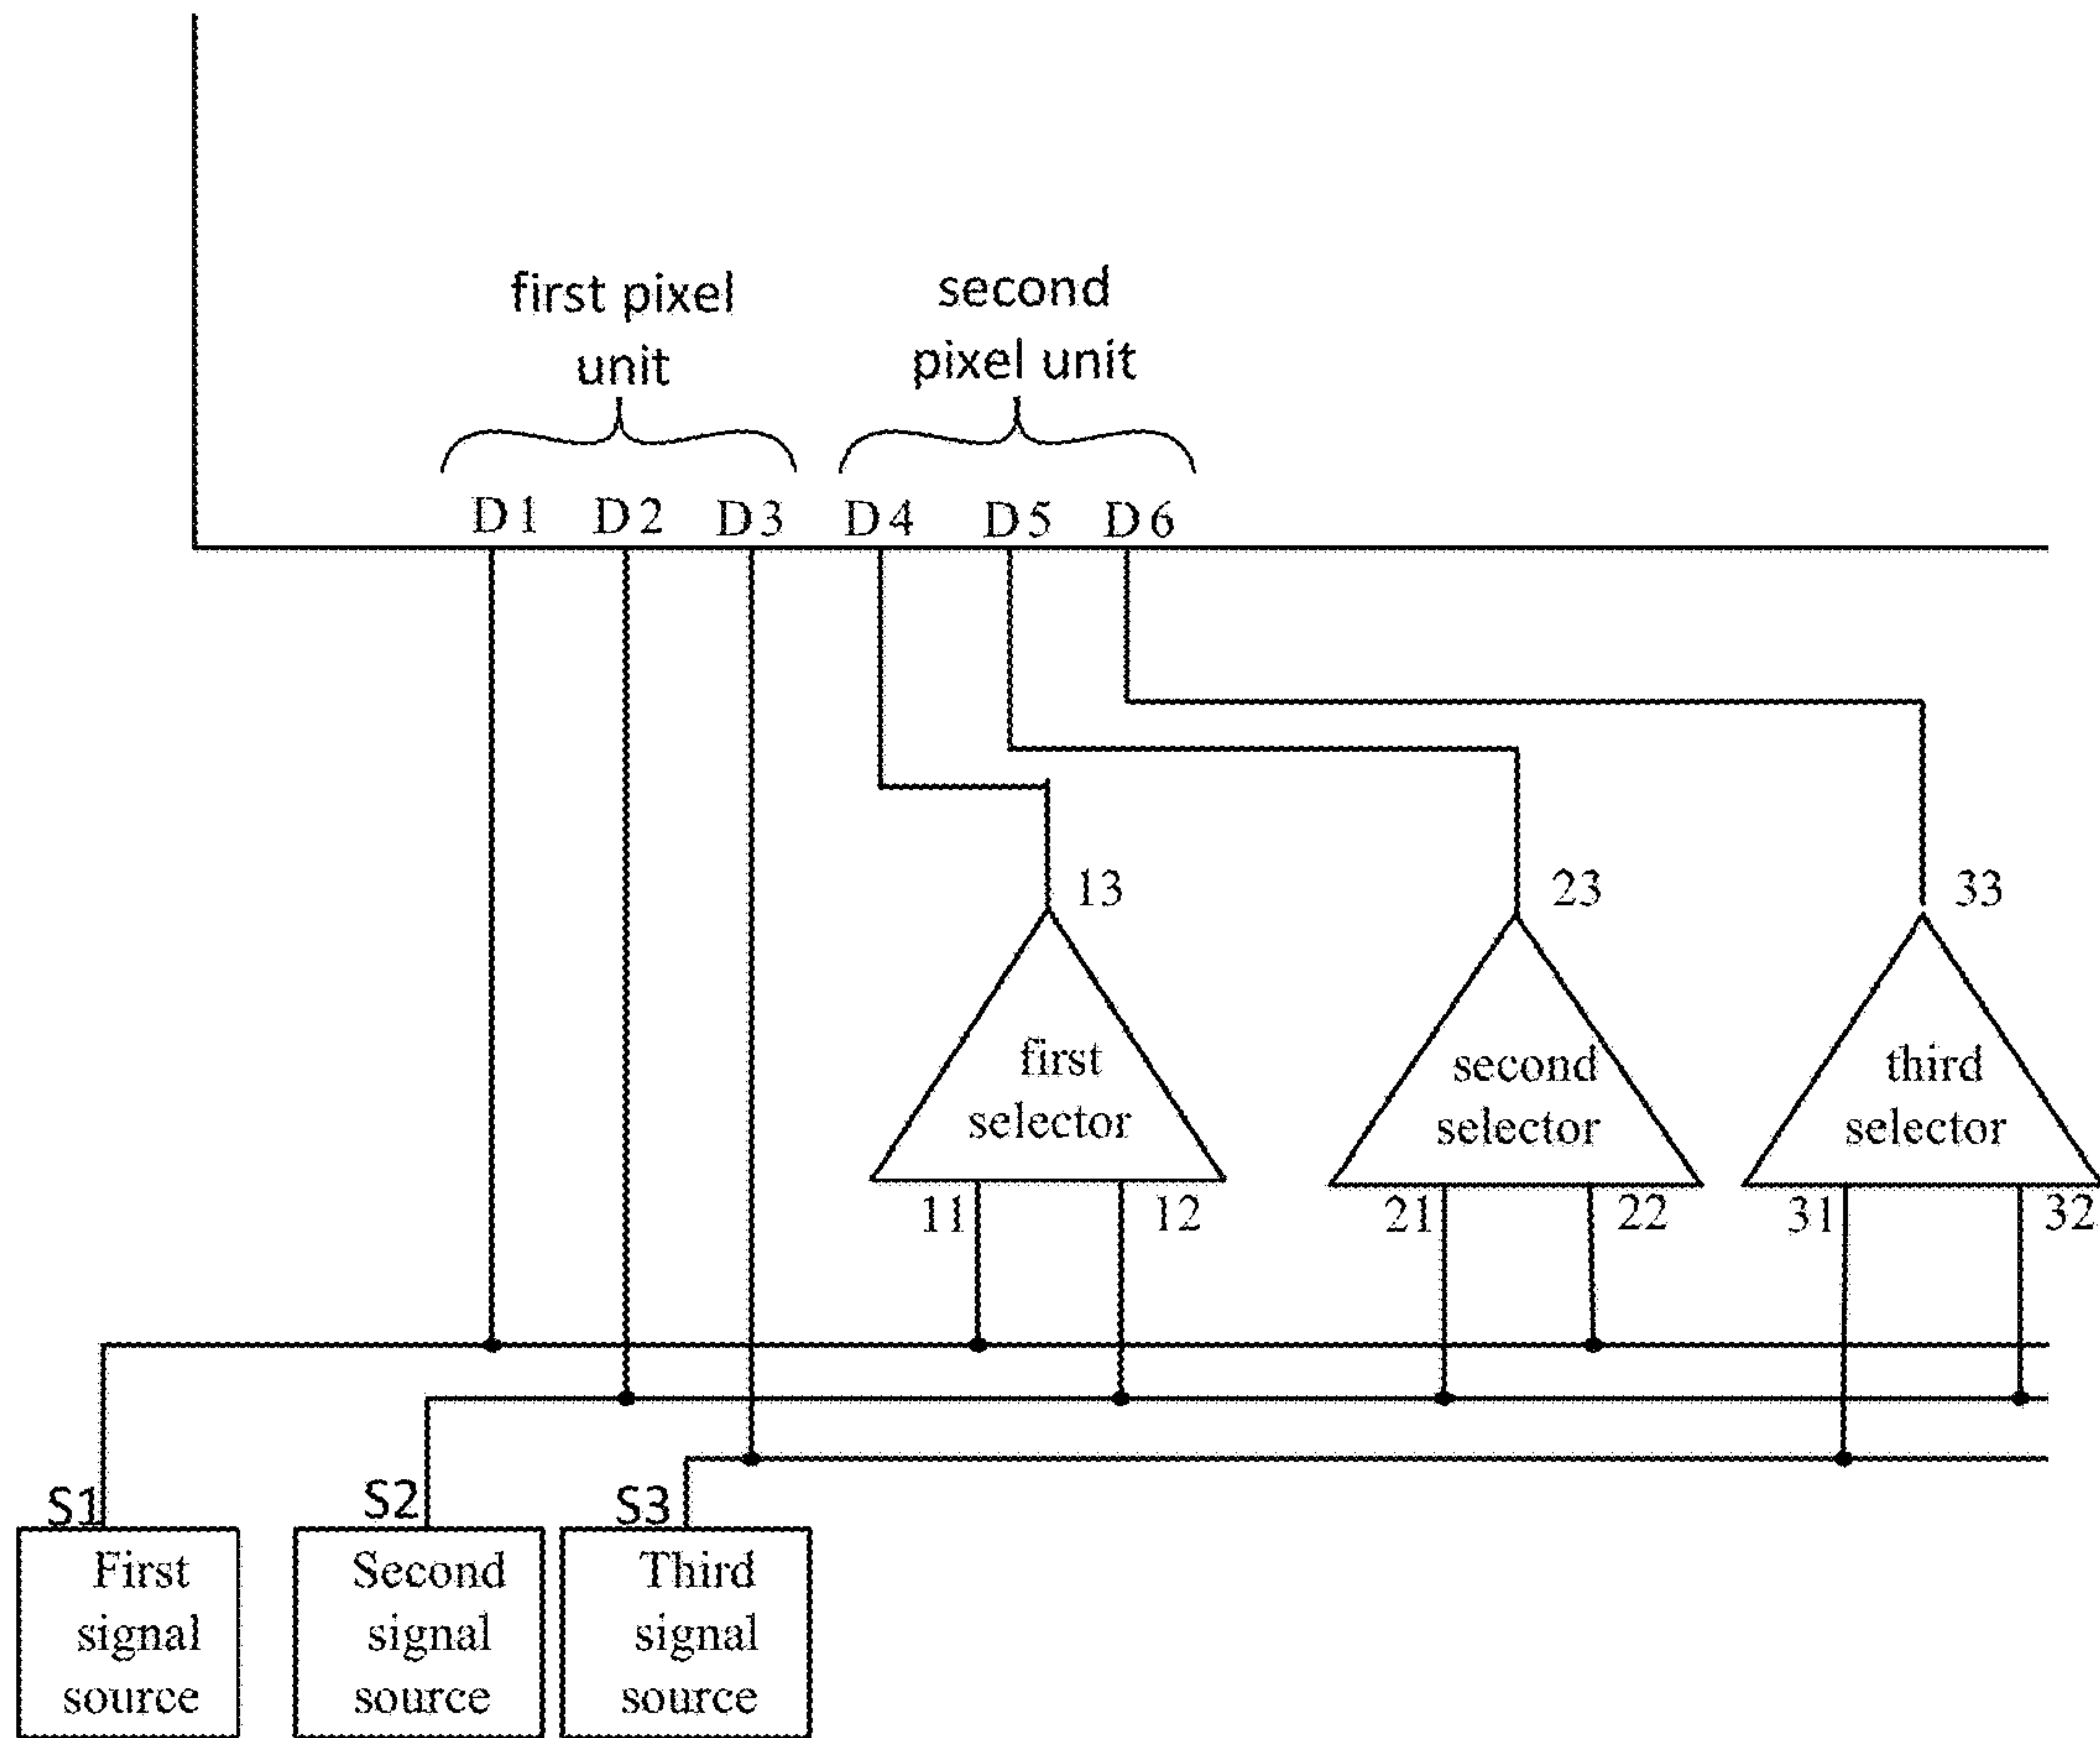 first pixel
unit
second
pixel unit
D1 D2 D3 D4 D5 D6
13 23 33
first
selector
second
selector
third
selector
11 12 21 22 31 32
S1 S2 S3
First
signal
source
Second
signal
source
Third
signal
source